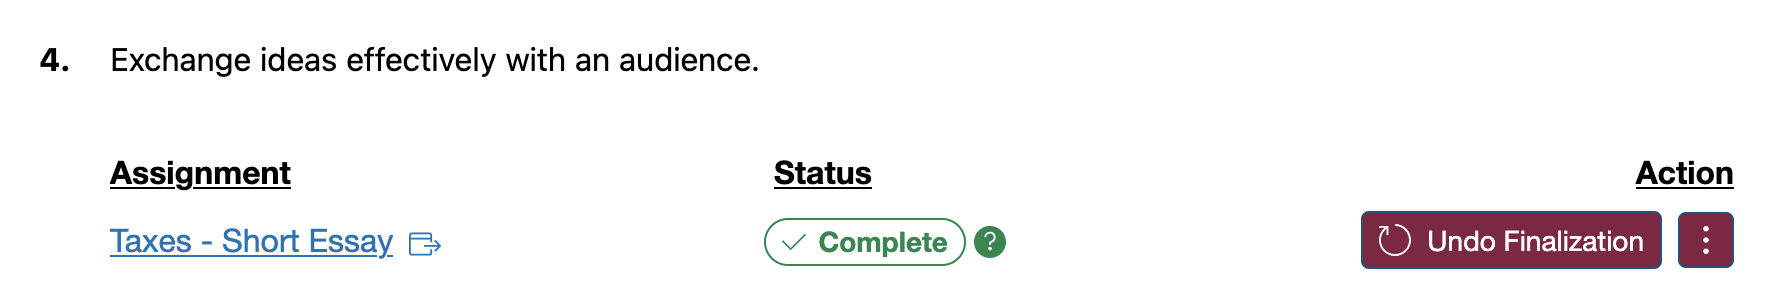 4. Exchange ideas effectively with an audience.
Assignment Status Action
Taxes - Short Essay Complete ? Undo Finalization